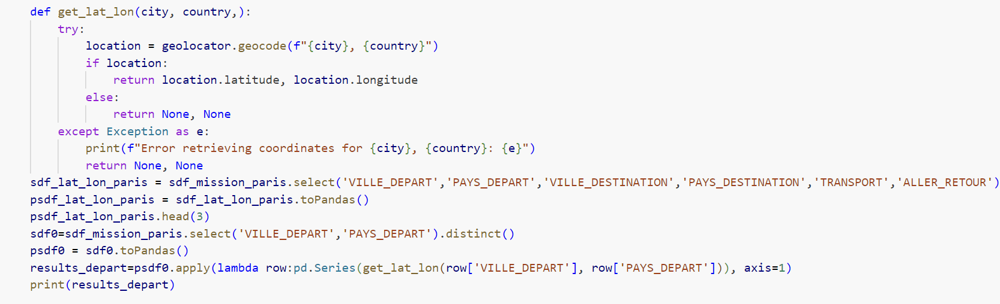 def get_lat_lon(city, country,):
    try:
        location = geolocator.geocode(f"{city}, {country}")
        if location:
            return location.latitude, location.longitude
        else:
            return None, None
    except Exception as e:
        print(f"Error retrieving coordinates for {city}, {country}: {e}")
        return None, None
sdf_lat_lon_paris = sdf_mission_paris.select('VILLE_DEPART','PAYS_DEPART','VILLE_DESTINATION','PAYS_DESTINATION','TRANSPORT','ALLER_RETOUR')
psdf_lat_lon_paris = sdf_lat_lon_paris.toPandas()
psdf_lat_lon_paris.head(3)
sdf0=sdf_mission_paris.select('VILLE_DEPART','PAYS_DEPART').distinct()
psdf0 = sdf0.toPandas()
results_depart=psdf0.apply(lambda row:pd.Series(get_lat_lon(row['VILLE_DEPART'], row['PAYS_DEPART'])), axis=1)
print(results_depart)